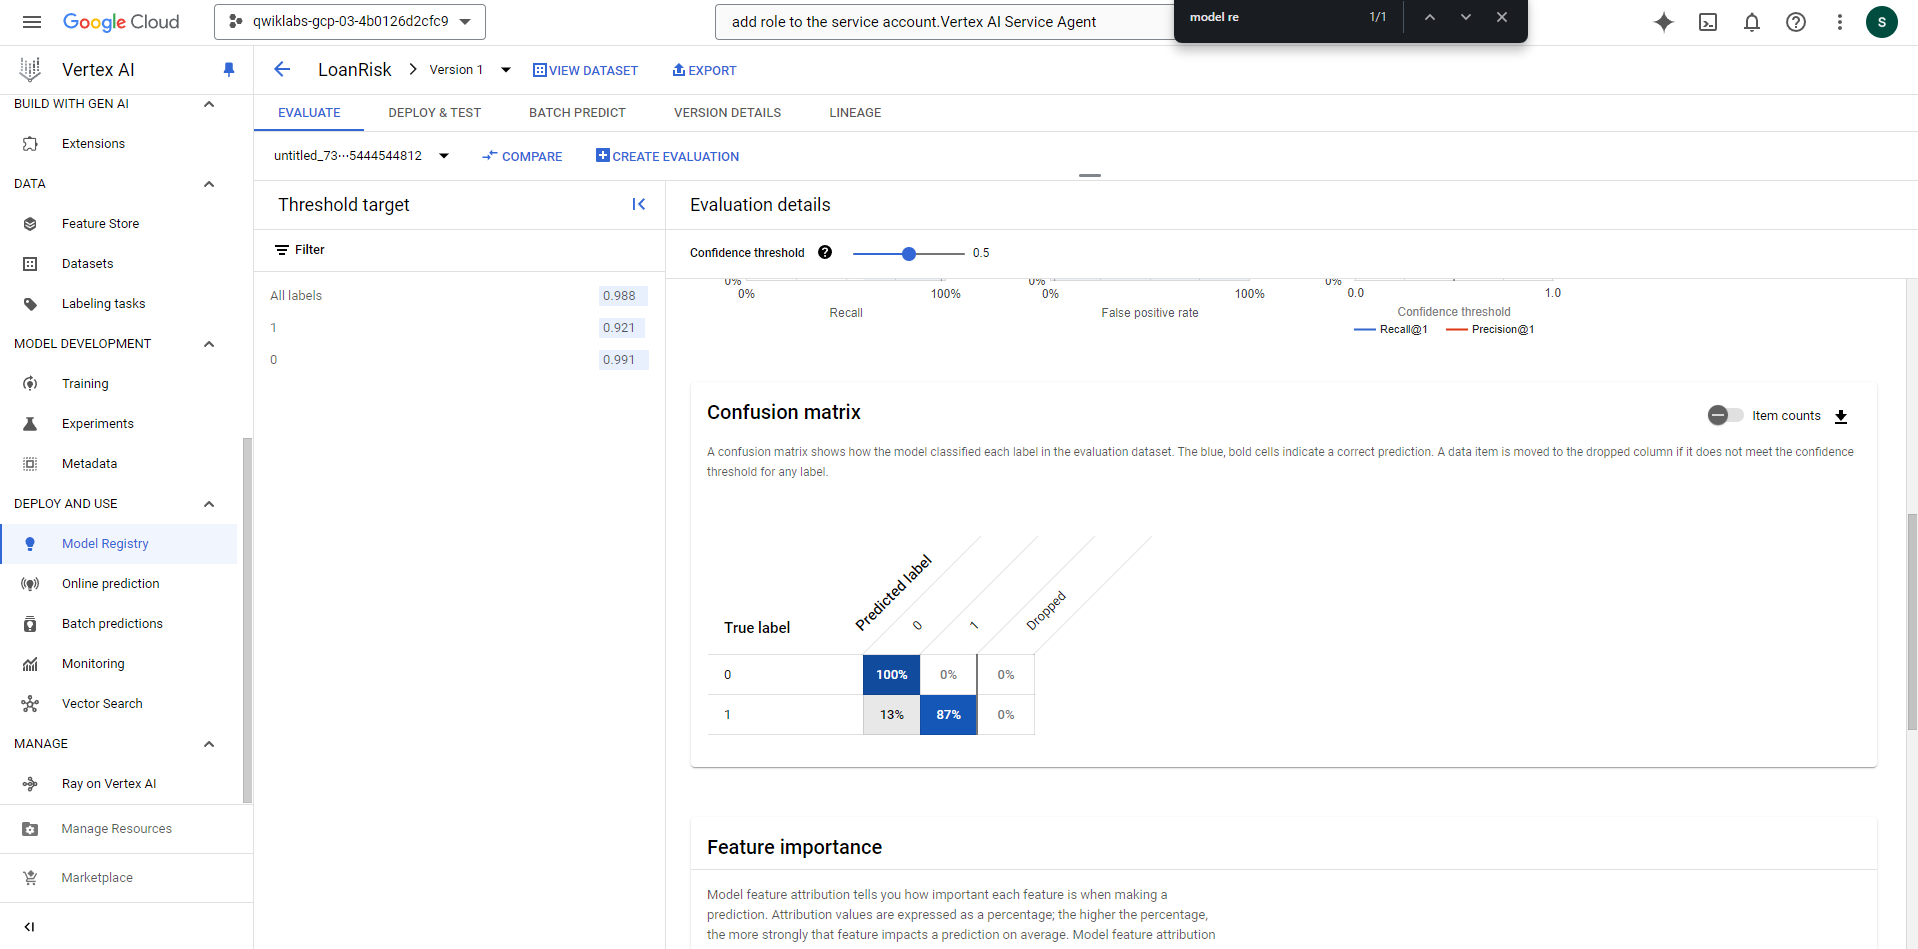 Google Cloud
qwiklabs-gcp-03-4b0126d2cfc9
add role to the service account.Vertex AI Service Agent
model re
1/1
S
Vertex AI
LoanRisk
Version 1
VIEW DATASET
EXPORT
BUILD WITH GEN AI
Extensions
DATA
Feature Store
Datasets
Labeling tasks
MODEL DEVELOPMENT
Training
Experiments
Metadata
DEPLOY AND USE
Model Registry
Online prediction
Batch predictions
Monitoring
Vector Search
MANAGE
Ray on Vertex AI
Manage Resources
Marketplace
EVALUATE
DEPLOY & TEST
BATCH PREDICT
VERSION DETAILS
LINEAGE
untitled_73···5444544812
COMPARE
CREATE EVALUATION
Threshold target
Filter
All labels 0.988
1 0.921
0 0.991
Evaluation details
Confidence threshold
0.5
0% 0% 0%
0% 100% 0% 100% 0.0 1.0
Recall
False positive rate
Confidence threshold
Recall@1 Precision@1
Confusion matrix
Item counts
A confusion matrix shows how the model classified each label in the evaluation dataset. The blue, bold cells indicate a correct prediction. A data item is moved to the dropped column if it does not meet the confidence
threshold for any label.
Predicted label
0
1
Dropped
True label
0 100% 0% 0%
1 13% 87% 0%
Feature importance
Model feature attribution tells you how important each feature is when making a
prediction. Attribution values are expressed as a percentage; the higher the percentage,
the more strongly that feature impacts a prediction on average. Model feature attribution